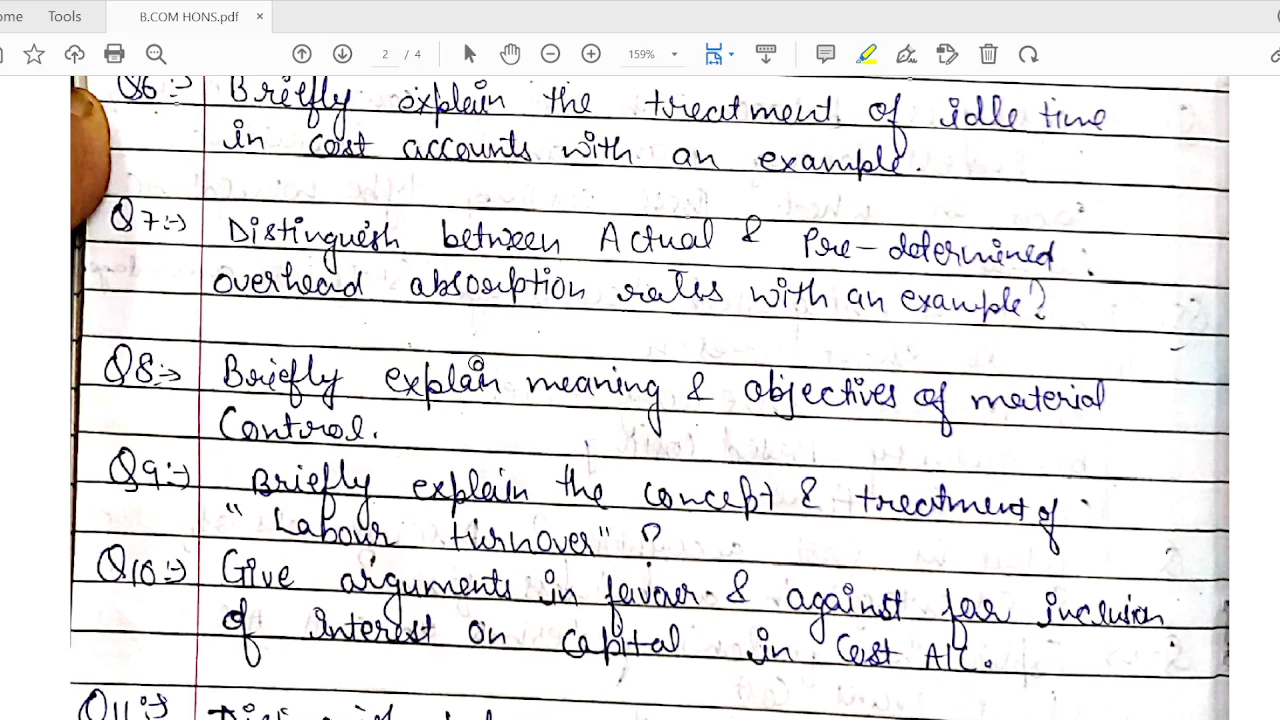 ome Tools B.COM HONS.pdf ×
2 / 4 159%
Q6:-> Briefly explain the treatment of idle time
in cost accounts with an example.
Q7:-> Distinguish between Actual & Pre-determined
overhead absorption rates with an example?
Q8:-> Briefly explain meaning & objectives of material
Control.
Q9:-> Briefly explain the concept & treatment of
"Labour turnover" ?
Q10:-> Give arguments in favour & against for inclusion
of interest on capital in Cost A/C.
Q11:->